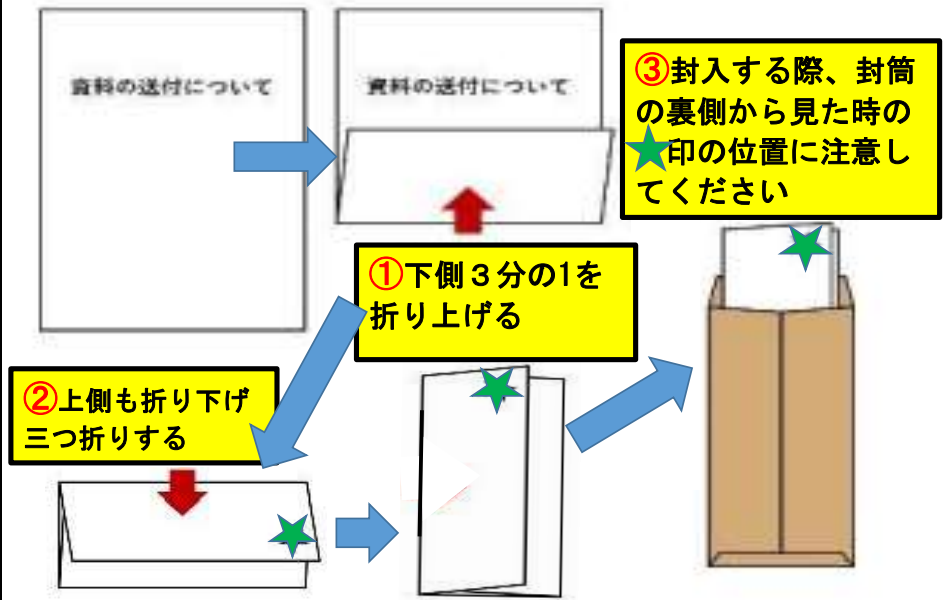 資料の送付について
資料の送付について
①下側３分の1を
折り上げる
②上側も折り下げ
三つ折りする
③封入する際、封筒
の裏側から見た時の
★印の位置に注意し
てください